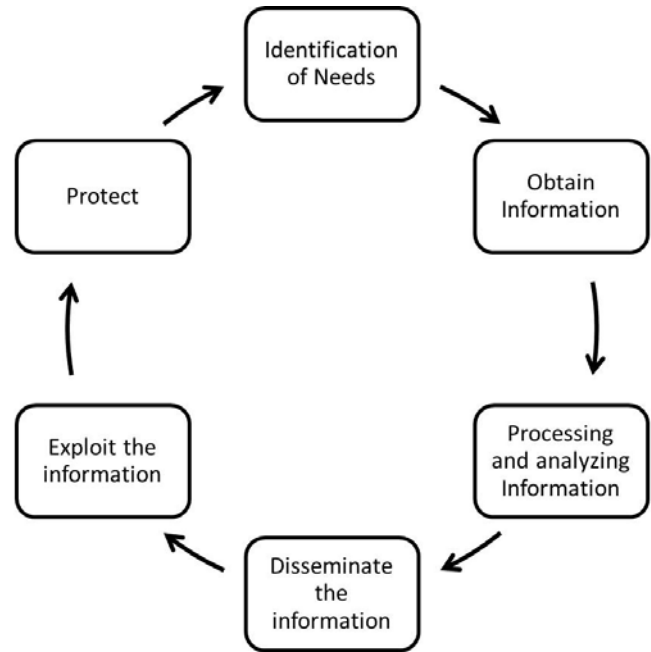 Identification
of Needs
Obtain
Information
Processing
and analyzing
Information
Disseminate
the
information
Exploit the
information
Protect